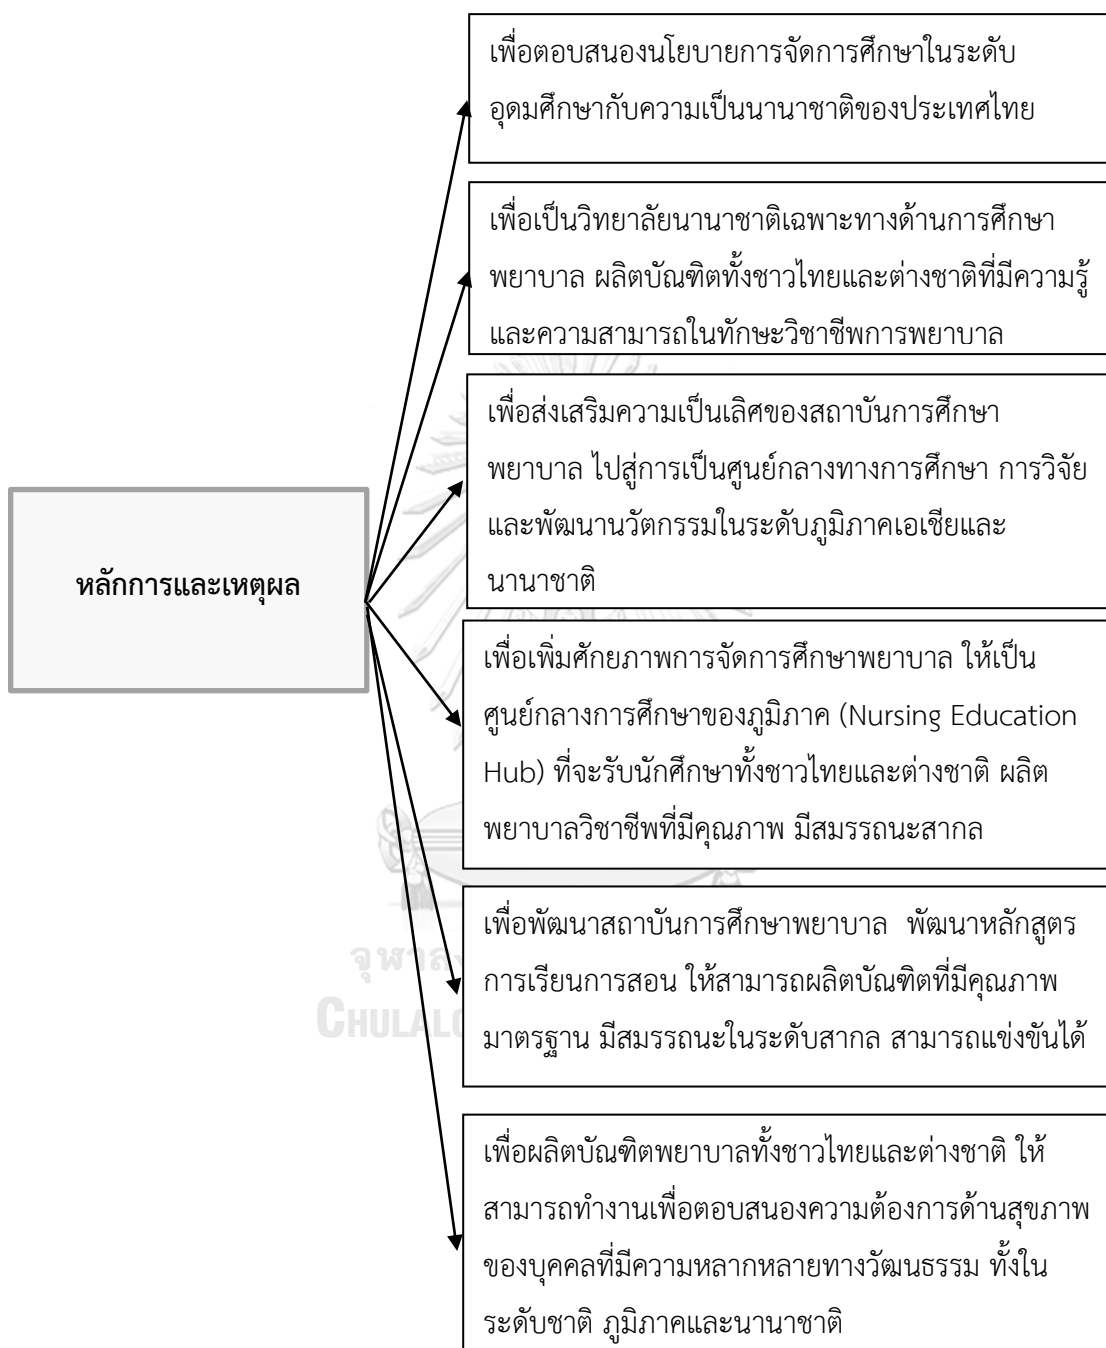 เพื่อตอบสนองนโยบายการจัดการศึกษาในระดับ
อุดมศึกษากับความเป็นนานาชาติของประเทศไทย
เพื่อเป็นวิทยาลัยนานาชาติเฉพาะทางด้านการศึกษา
พยาบาล ผลิตบัณฑิตทั้งชาวไทยและต่างชาติที่มีความรู้
และความสามารถในทักษะวิชาชีพการพยาบาล
เพื่อส่งเสริมความเป็นเลิศของสถาบันการศึกษา
พยาบาล ไปสู่การเป็นศูนย์กลางทางการศึกษา การวิจัย
และพัฒนานวัตกรรมในระดับภูมิภาคเอเชียและ
นานาชาติ
หลักการและเหตุผล
เพื่อเพิ่มศักยภาพการจัดการศึกษาพยาบาล ให้เป็น
ศูนย์กลางการศึกษาของภูมิภาค (Nursing Education
Hub) ที่จะรับนักศึกษาทั้งชาวไทยและต่างชาติ ผลิต
พยาบาลวิชาชีพที่มีคุณภาพ มีสมรรถนะสากล
เพื่อพัฒนาสถาบันการศึกษาพยาบาล พัฒนาหลักสูตร
การเรียนการสอน ให้สามารถผลิตบัณฑิตที่มีคุณภาพ
มาตรฐาน มีสมรรถนะในระดับสากล สามารถแข่งขันได้
เพื่อผลิตบัณฑิตพยาบาลทั้งชาวไทยและต่างชาติ ให้
สามารถทำงานเพื่อตอบสนองความต้องการด้านสุขภาพ
ของบุคคลที่มีความหลากหลายทางวัฒนธรรม ทั้งใน
ระดับชาติ ภูมิภาคและนานาชาติ